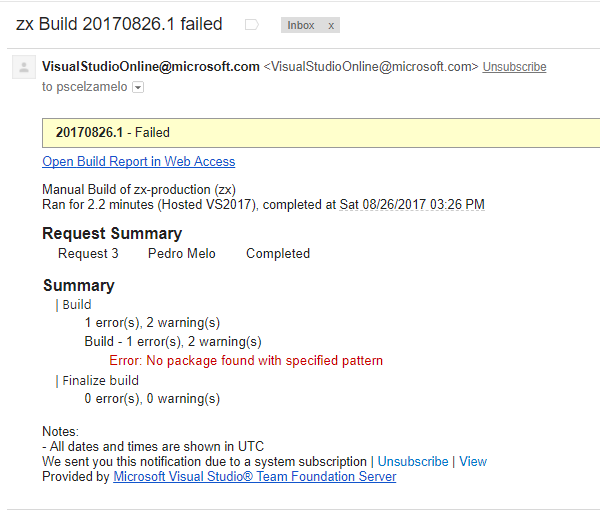 zx Build 20170826.1 failed
Inbox x
VisualStudioOnline@microsoft.com <VisualStudioOnline@microsoft.com> Unsubscribe
to pscelzamelo
20170826.1 - Failed
Open Build Report in Web Access
Manual Build of zx-production (zx)
Ran for 2.2 minutes (Hosted VS2017), completed at Sat 08/26/2017 03:26 PM
Request Summary
Request 3 Pedro Melo Completed
Summary
| Build
1 error(s), 2 warning(s)
Build - 1 error(s), 2 warning(s)
Error: No package found with specified pattern
| Finalize build
0 error(s), 0 warning(s)
Notes:
- All dates and times are shown in UTC
We sent you this notification due to a system subscription | Unsubscribe | View
Provided by Microsoft Visual Studio® Team Foundation Server